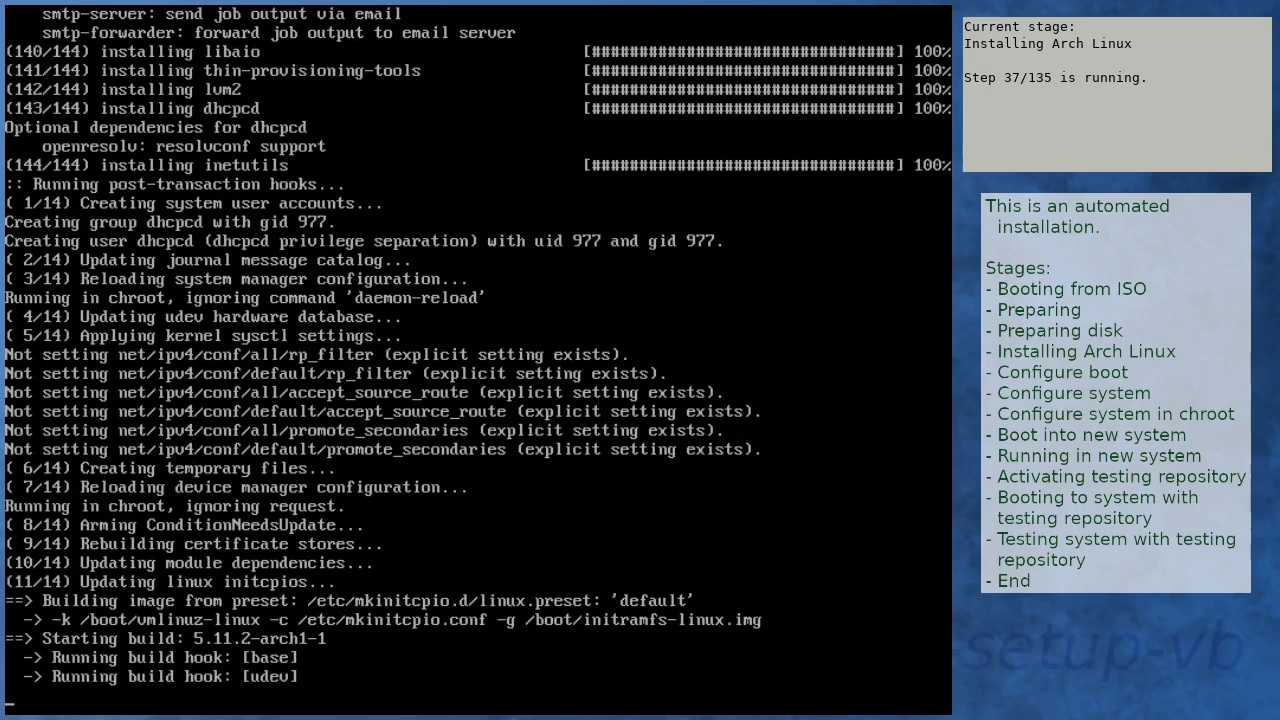 smtp-server: send job output via email
    smtp-forwarder: forward job output to email server
(140/144) installing libaio [################################] 100%
(141/144) installing thin-provisioning-tools [################################] 100%
(142/144) installing lvm2 [################################] 100%
(143/144) installing dhcpcd [################################] 100%
Optional dependencies for dhcpcd
    openresolv: resolvconf support
(144/144) installing inetutils [################################] 100%
:: Running post-transaction hooks...
( 1/14) Creating system user accounts...
Creating group dhcpcd with gid 977.
Creating user dhcpcd (dhcpcd privilege separation) with uid 977 and gid 977.
( 2/14) Updating journal message catalog...
( 3/14) Reloading system manager configuration...
Running in chroot, ignoring command 'daemon-reload'
( 4/14) Updating udev hardware database...
( 5/14) Applying kernel sysctl settings...
Not setting net/ipv4/conf/all/rp_filter (explicit setting exists).
Not setting net/ipv4/conf/default/rp_filter (explicit setting exists).
Not setting net/ipv4/conf/all/accept_source_route (explicit setting exists).
Not setting net/ipv4/conf/default/accept_source_route (explicit setting exists).
Not setting net/ipv4/conf/all/promote_secondaries (explicit setting exists).
Not setting net/ipv4/conf/default/promote_secondaries (explicit setting exists).
( 6/14) Creating temporary files...
( 7/14) Reloading device manager configuration...
Running in chroot, ignoring request.
( 8/14) Arming ConditionNeedsUpdate...
( 9/14) Rebuilding certificate stores...
(10/14) Updating module dependencies...
(11/14) Updating linux initcpios...
==> Building image from preset: /etc/mkinitcpio.d/linux.preset: 'default'
  -> -k /boot/vmlinuz-linux -c /etc/mkinitcpio.conf -g /boot/initramfs-linux.img
==> Starting build: 5.11.2-arch1-1
  -> Running build hook: [base]
  -> Running build hook: [udev]
_
Current stage:
Installing Arch Linux
Step 37/135 is running.
This is an automated
installation.
Stages:
- Booting from ISO
- Preparing
- Preparing disk
- Installing Arch Linux
- Configure boot
- Configure system
- Configure system in chroot
- Boot into new system
- Running in new system
- Activating testing repository
- Booting to system with
testing repository
- Testing system with testing
repository
- End
-setup-vb